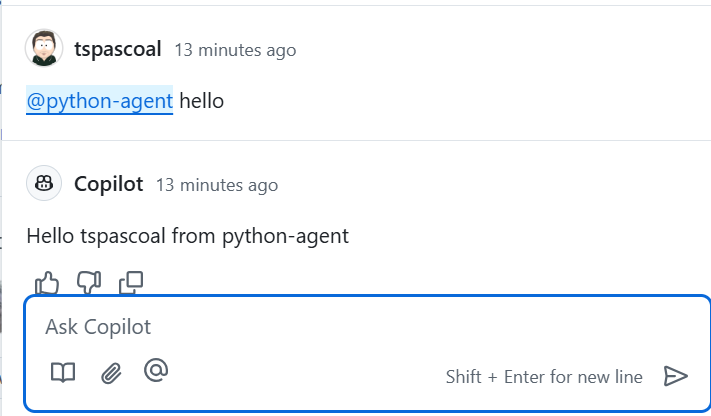 tspascoal 13 minutes ago
@python-agent hello
Copilot 13 minutes ago
Hello tspascoal from python-agent
Ask Copilot
Shift + Enter for new line